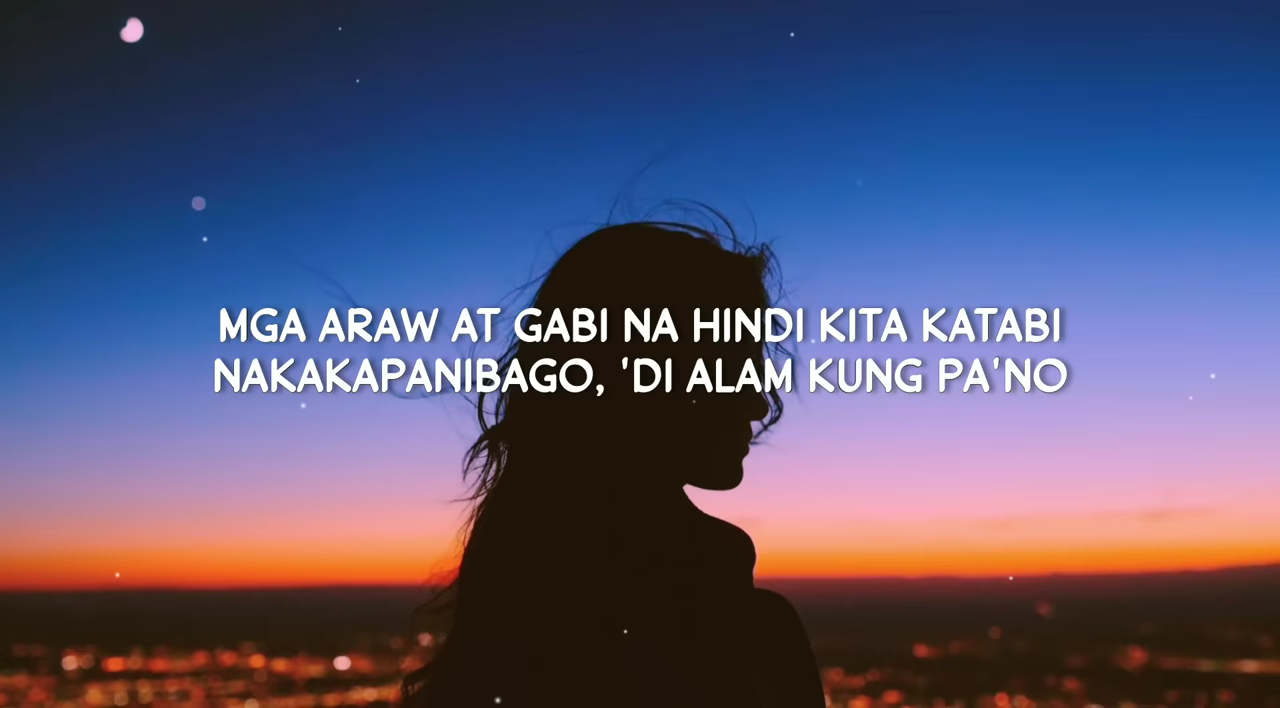 MGA ARAW AT GABI NA HINDI KITA KATABI
NAKAKAPANIBAGO, 'DI ALAM KUNG PA'NO